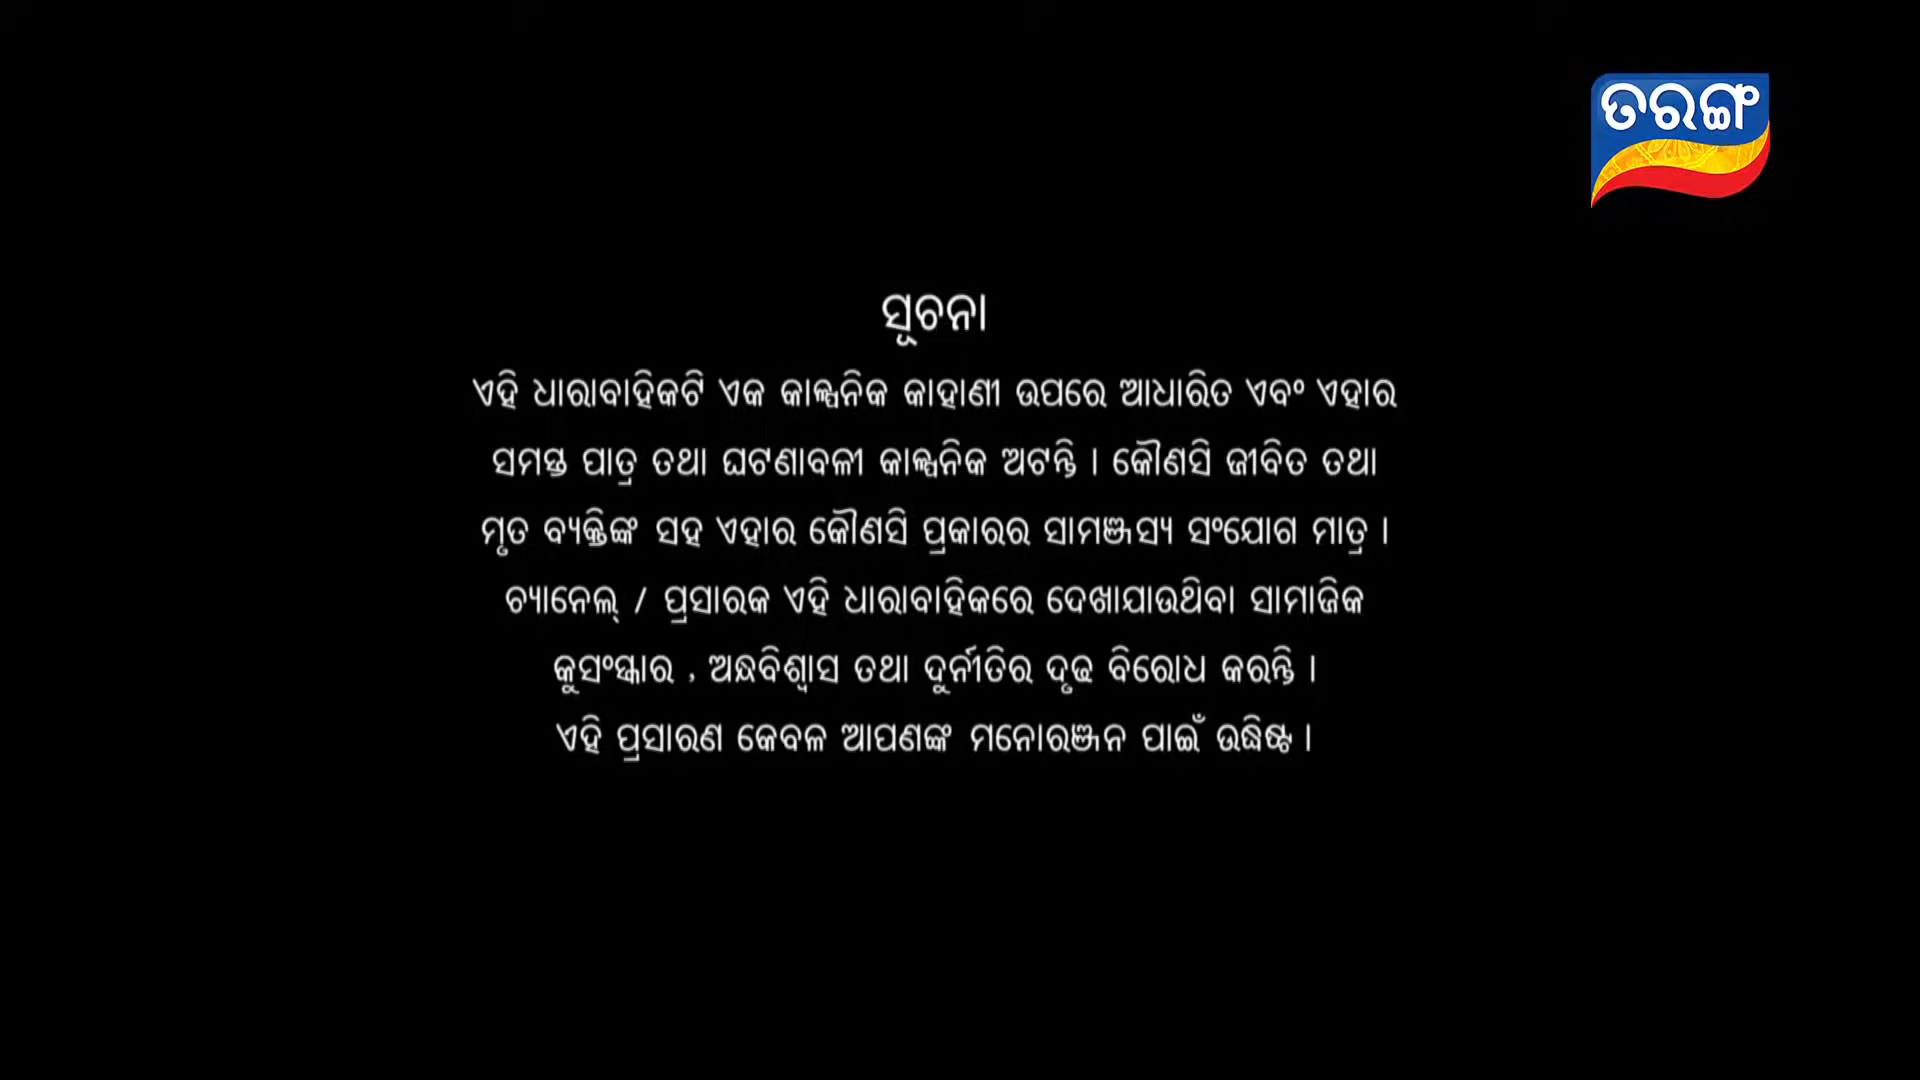 ତରଙ୍ଗ
ସୂଚନା
ଏହି ଧାରାବାହିକଟି ଏକ କାଳ୍ପନିକ କାହାଣୀ ଉପରେ ଆଧାରିତ ଏବଂ ଏହାର
ସମସ୍ତ ପାତ୍ର ତଥା ଘଟଣାବଳୀ କାଳ୍ପନିକ ଅଟନ୍ତି । କୌଣସି ଜୀବିତ ତଥା
ମୃତ ବ୍ୟକ୍ତିଙ୍କ ସହ ଏହାର କୌଣସି ପ୍ରକାରର ସାମଞ୍ଜସ୍ୟ ସଂଯୋଗ ମାତ୍ର ।
ଚ୍ୟାନେଲ୍ / ପ୍ରସାରକ ଏହି ଧାରାବାହିକରେ ଦେଖାଯାଉଥିବା ସାମାଜିକ
କୁସଂସ୍କାର , ଅନ୍ଧବିଶ୍ୱାସ ତଥା ଦୁର୍ନୀତିର ଦୃଢ ବିରୋଧ କରନ୍ତି ।
ଏହି ପ୍ରସାରଣ କେବଳ ଆପଣଙ୍କ ମନୋରଞ୍ଜନ ପାଇଁ ଉଦ୍ଧିଷ୍ଟ ।